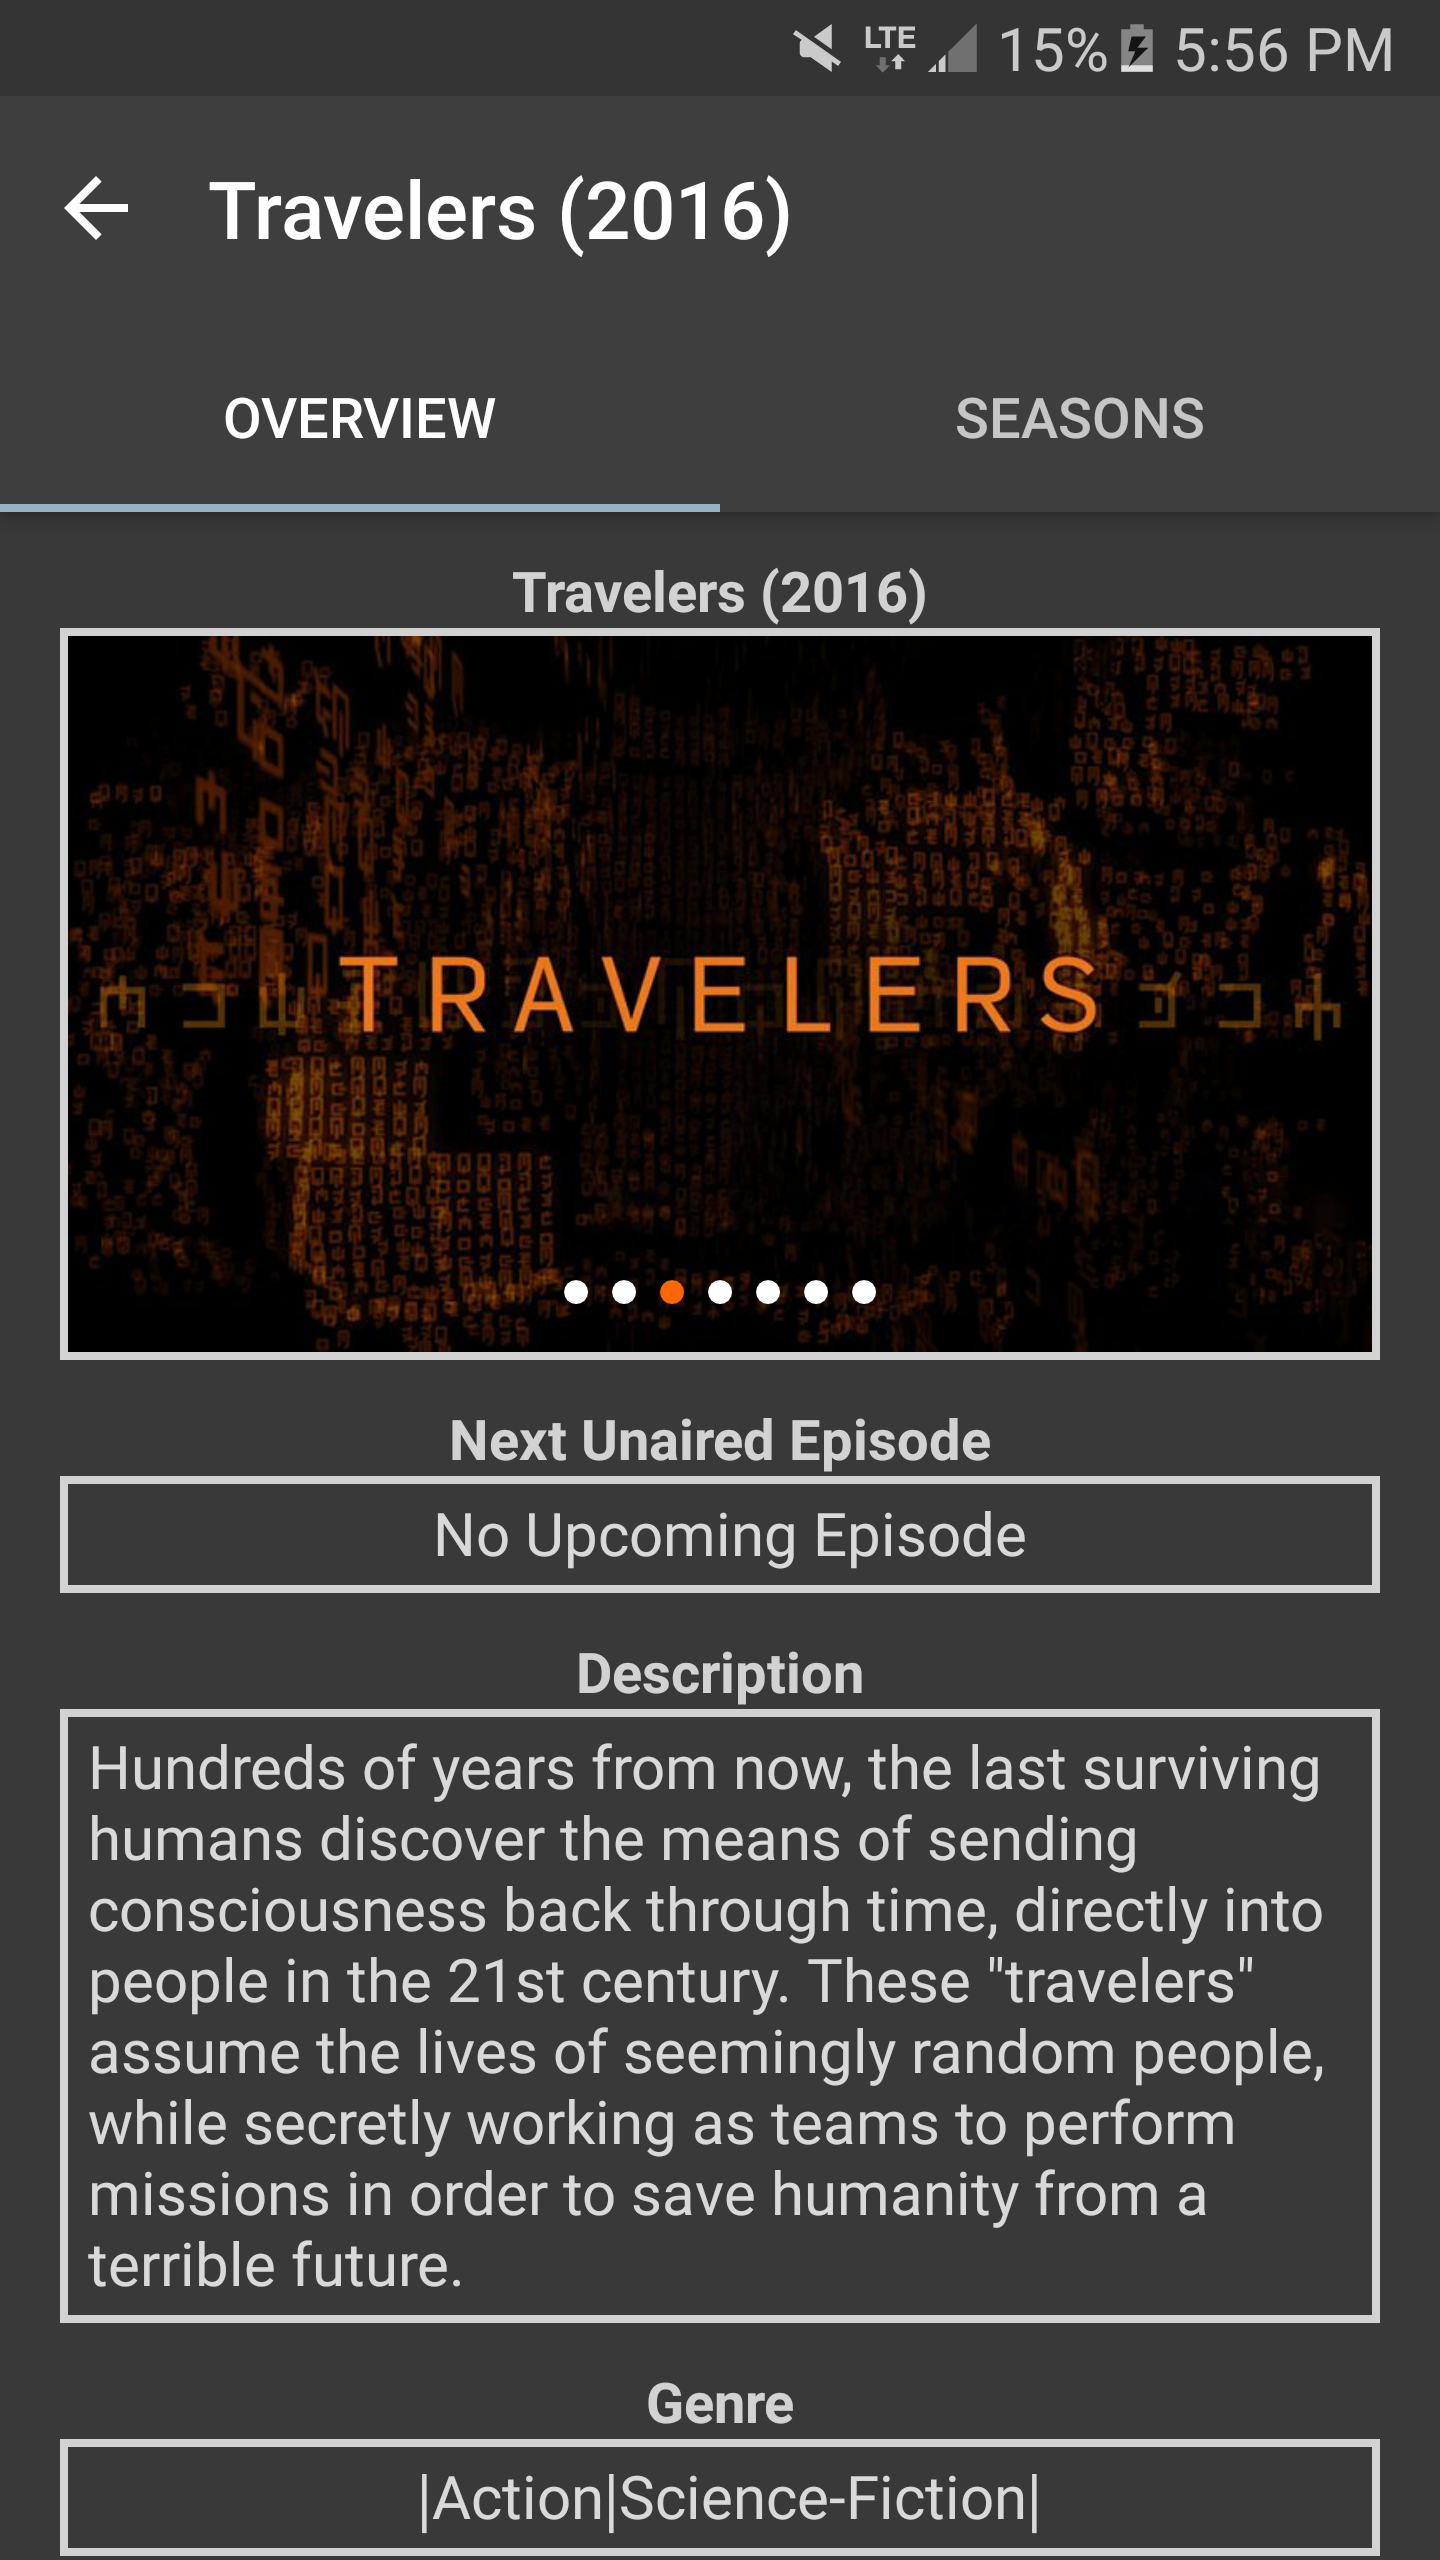 LTE 15% 5:56 PM
Travelers (2016)
OVERVIEW SEASONS
Travelers (2016)
TRAVELERS
Next Unaired Episode
No Upcoming Episode
Description
Hundreds of years from now, the last surviving
humans discover the means of sending
consciousness back through time, directly into
people in the 21st century. These "travelers"
assume the lives of seemingly random people,
while secretly working as teams to perform
missions in order to save humanity from a
terrible future.
Genre
|Action|Science-Fiction|